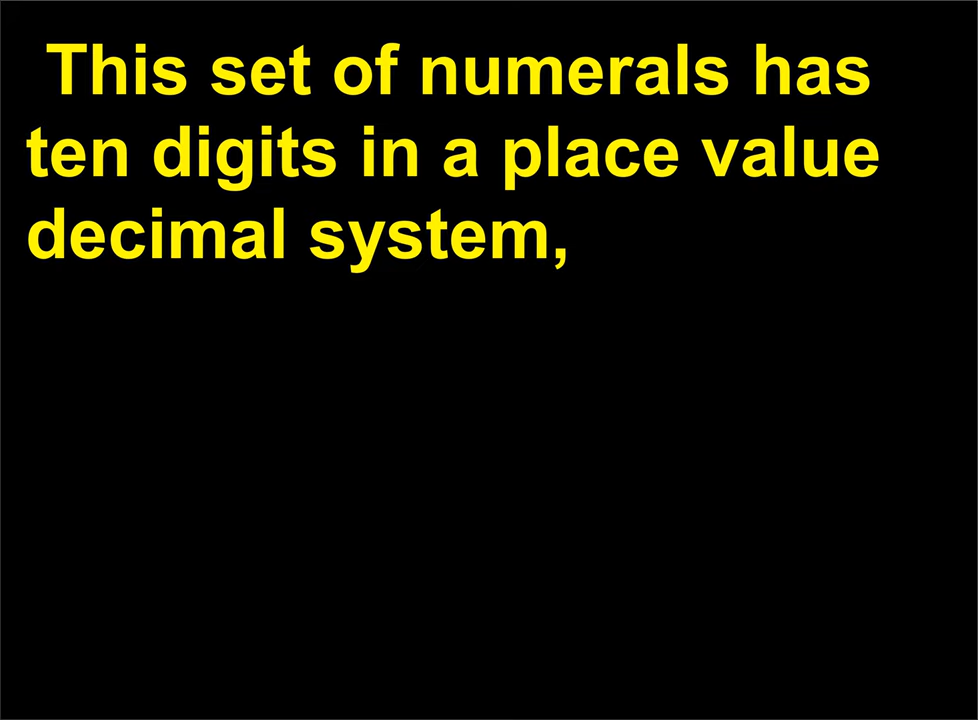 This set of numerals has
ten digits in a place value
decimal system,